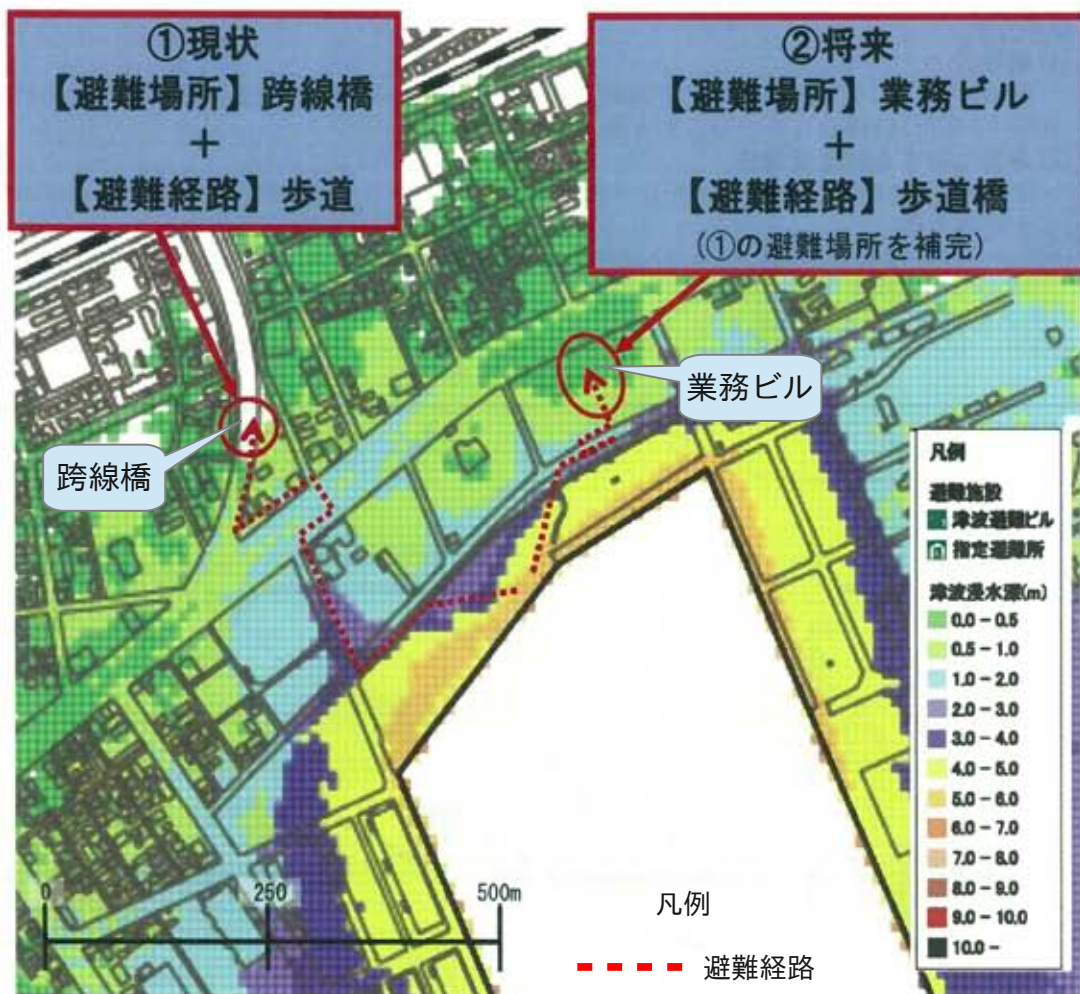 ①現状
【避難場所】跨線橋
+
【避難経路】歩道
②将来
【避難場所】業務ビル
+
【避難経路】歩道橋
(①の避難場所を補完)
業務ビル
跨線橋
凡例
避難施設
津波避難ビル
指定避難所
津波浸水深(m)
0.0 - 0.5
0.5 - 1.0
1.0 - 2.0
2.0 - 3.0
3.0 - 4.0
4.0 - 5.0
5.0 - 6.0
6.0 - 7.0
7.0 - 8.0
8.0 - 9.0
9.0 - 10.0
10.0 -
0 250 500m
凡例
避難経路